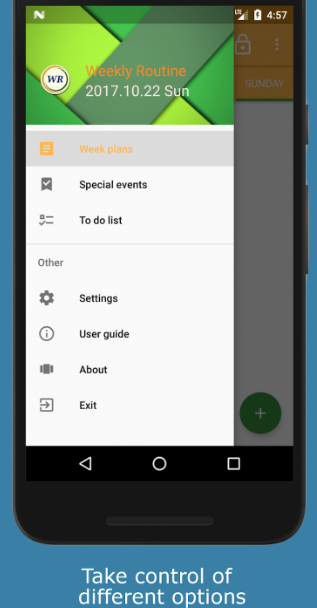 4:57
WR
Weekly Routine
2017.10.22 Sun
SUNDAY
Week plans
Special events
To do list
Other
Settings
User guide
About
Exit
Take control of
different options